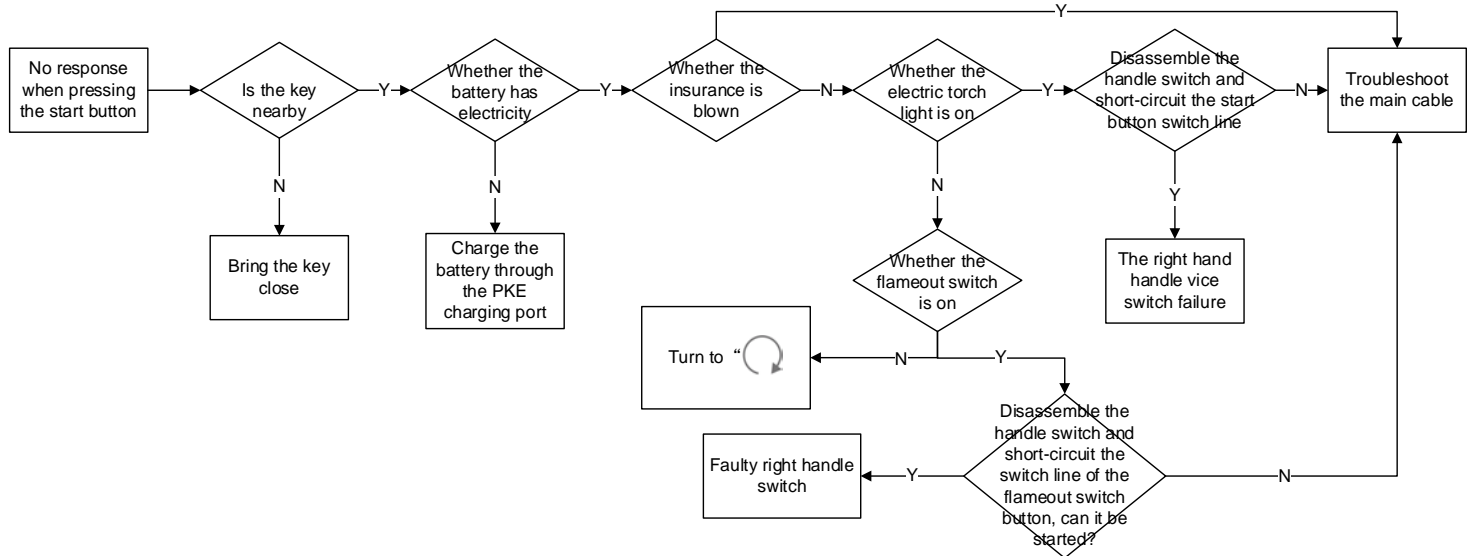 No response
when pressing
the start button
Is the key
nearby
Y
N
Bring the key
close
Whether the
battery has
electricity
Y
N
Charge the
battery through
the PKE
charging port
Whether the
insurance is
blown
Y
N
Whether the
electric torch
light is on
Y
N
Disassemble the
handle switch and
short-circuit the start
button switch line
N
Y
Troubleshoot
the main cable
The right hand
handle vice
switch failure
Whether the
flameout switch
is on
N
Y
Turn to “
Disassemble the
handle switch and
short-circuit the
switch line of the
flameout switch
button, can it be
started?
Y
N
Faulty right handle
switch